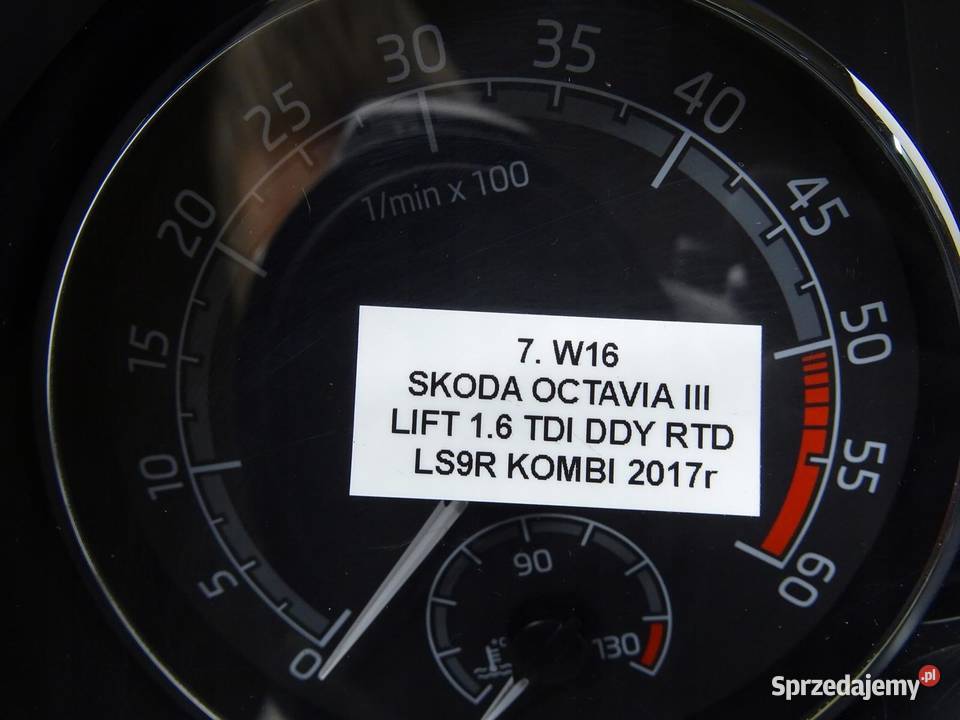 0
5
10
15
20
25
30
35
40
45
50
55
60
1/min x 100
7. W16
SKODA OCTAVIA III
LIFT 1.6 TDI DDY RTD
LS9R KOMBI 2017r
90
130
°C
Sprzedajemy.pl